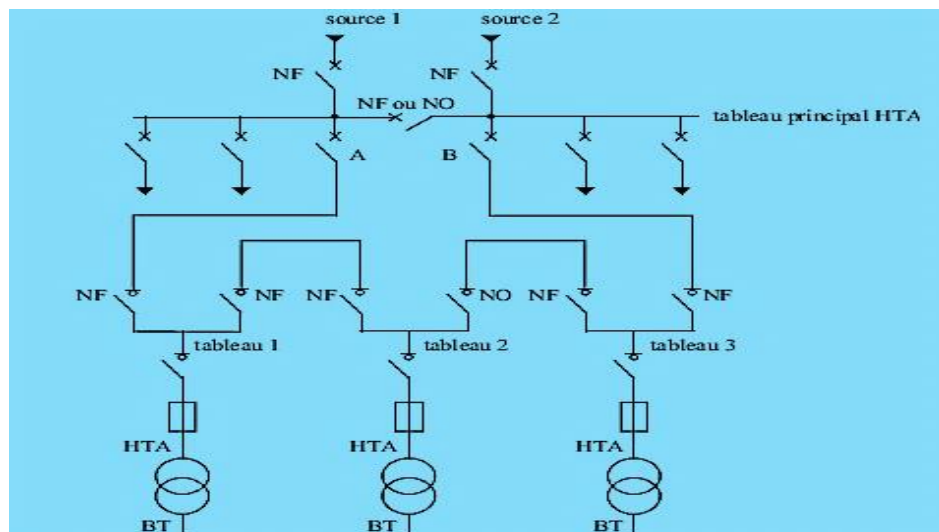 source 1 source 2
NF NF
NF ou NO
tableau principal HTA
A B
NF NF NF NO NF NF
tableau 1 tableau 2 tableau 3
HTA HTA HTA
BT BT BT